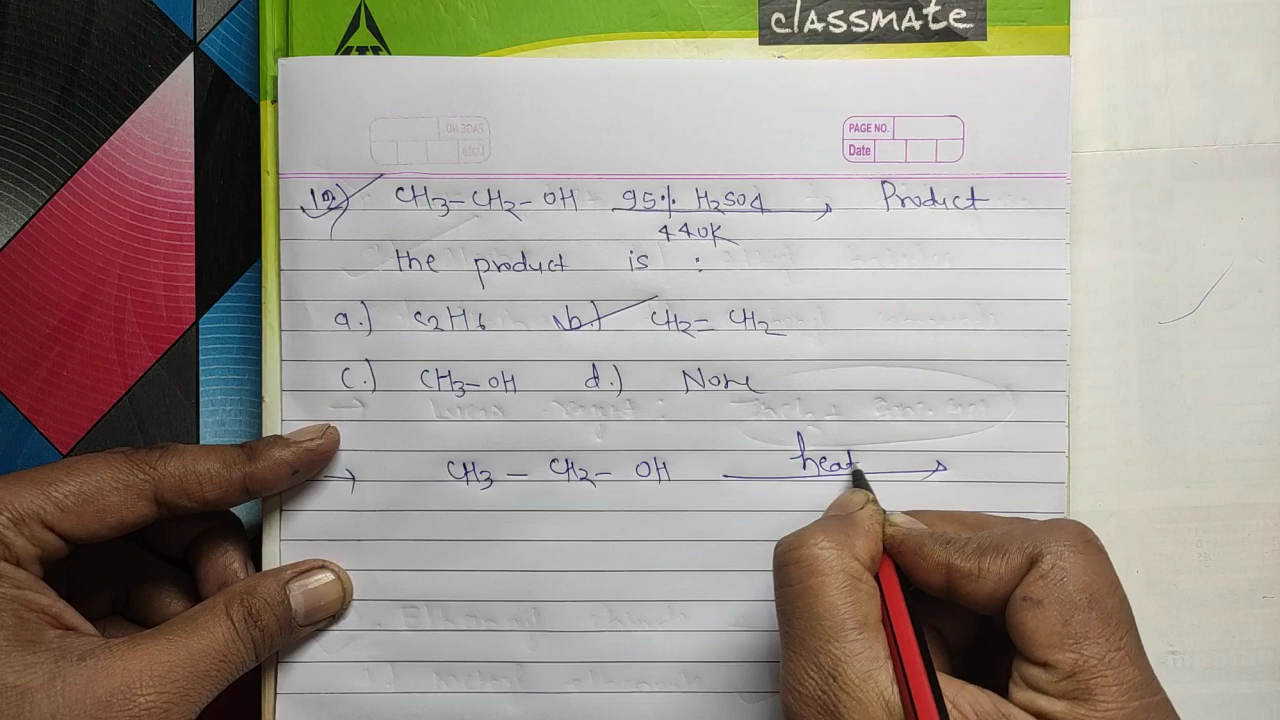 classmate
PAGE NO.
Date
12) CH3-CH2-OH 95% H2SO4 Product
440K
the product is :
a.) C2H6 b.) CH2= CH2
c.) CH3-OH d.) None
→ CH3 - CH2- OH heat